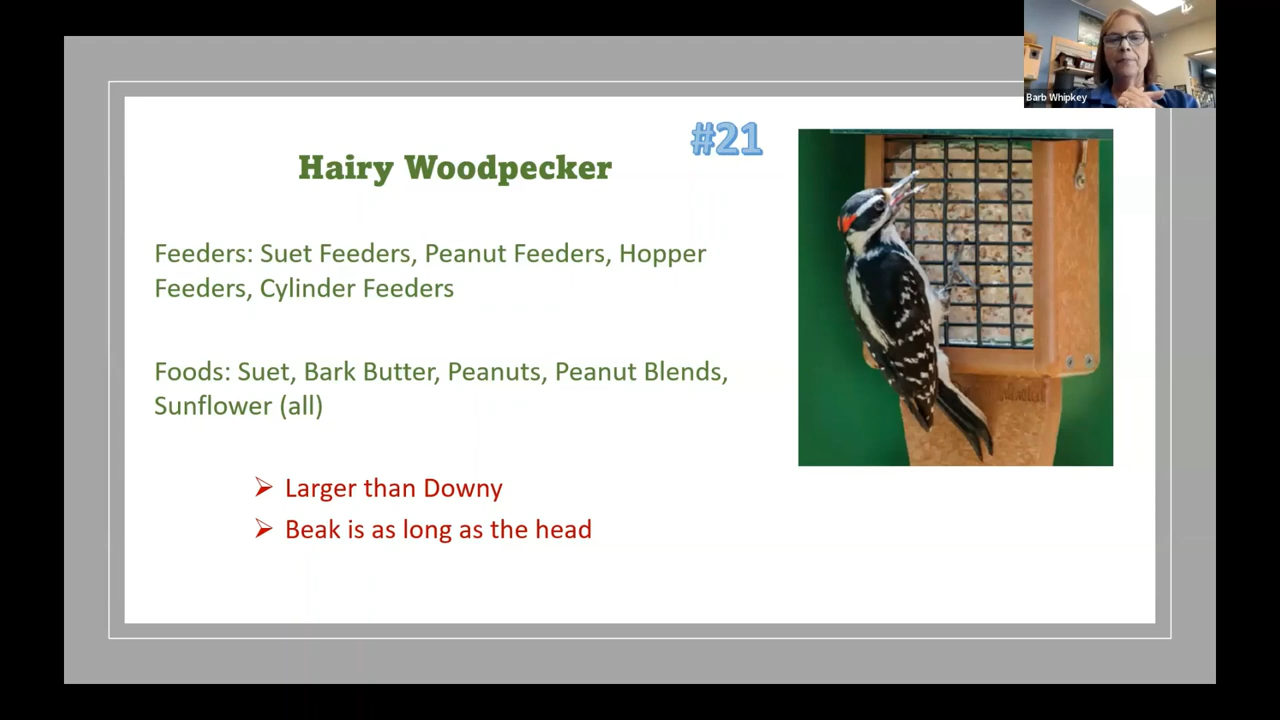 Barb Whipkey
#21
Hairy Woodpecker
Feeders: Suet Feeders, Peanut Feeders, Hopper
Feeders, Cylinder Feeders
Foods: Suet, Bark Butter, Peanuts, Peanut Blends,
Sunflower (all)
➢ Larger than Downy
➢ Beak is as long as the head